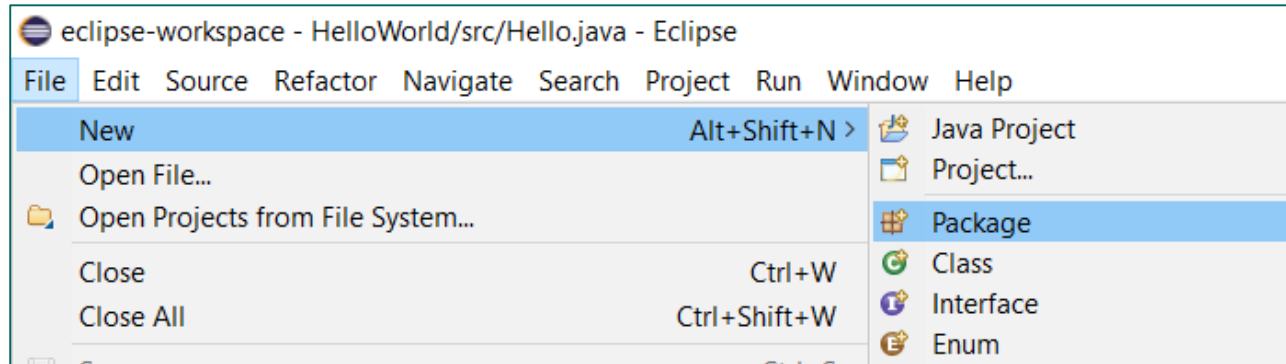 eclipse-workspace - HelloWorld/src/Hello.java - Eclipse
File Edit Source Refactor Navigate Search Project Run Window Help
New Alt+Shift+N >
Open File...
Open Projects from File System...
Close Ctrl+W
Close All Ctrl+Shift+W
Java Project
Project...
Package
Class
Interface
Enum